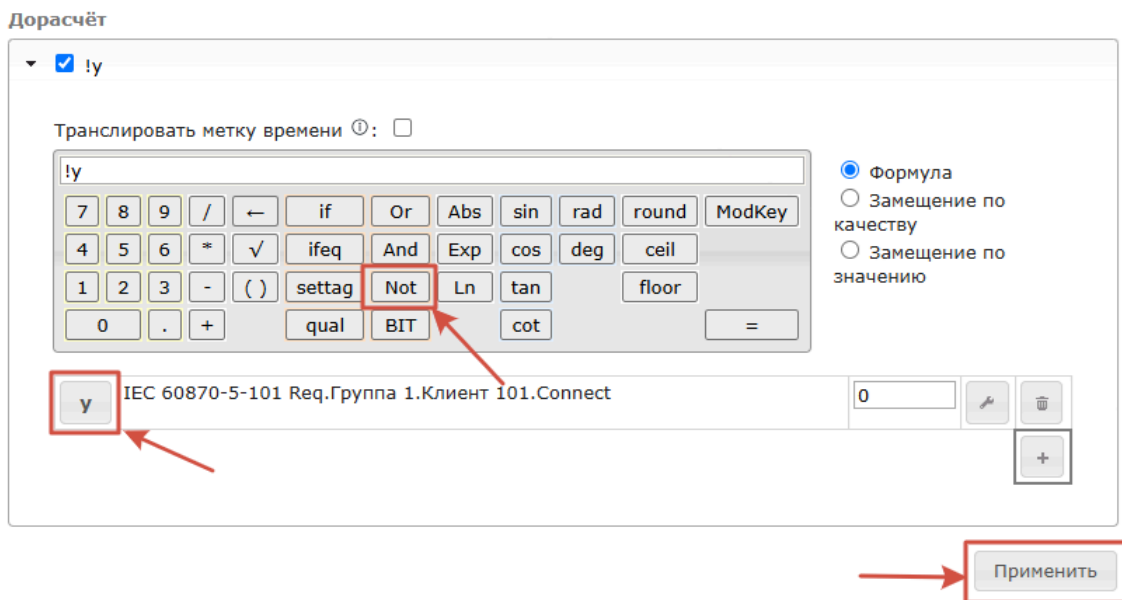 Дорасчёт
!y
Транслировать метку времени ⓘ:
!y
7 8 9 / ← if Or Abs sin rad round ModKey
4 5 6 * √ ifeq And Exp cos deg ceil
1 2 3 - ( ) settag Not Ln tan floor
0 . + qual BIT cot =
Формула
Замещение по
качеству
Замещение по
значению
y IEC 60870-5-101 Req.Группа 1.Клиент 101.Connect 0
+
Применить